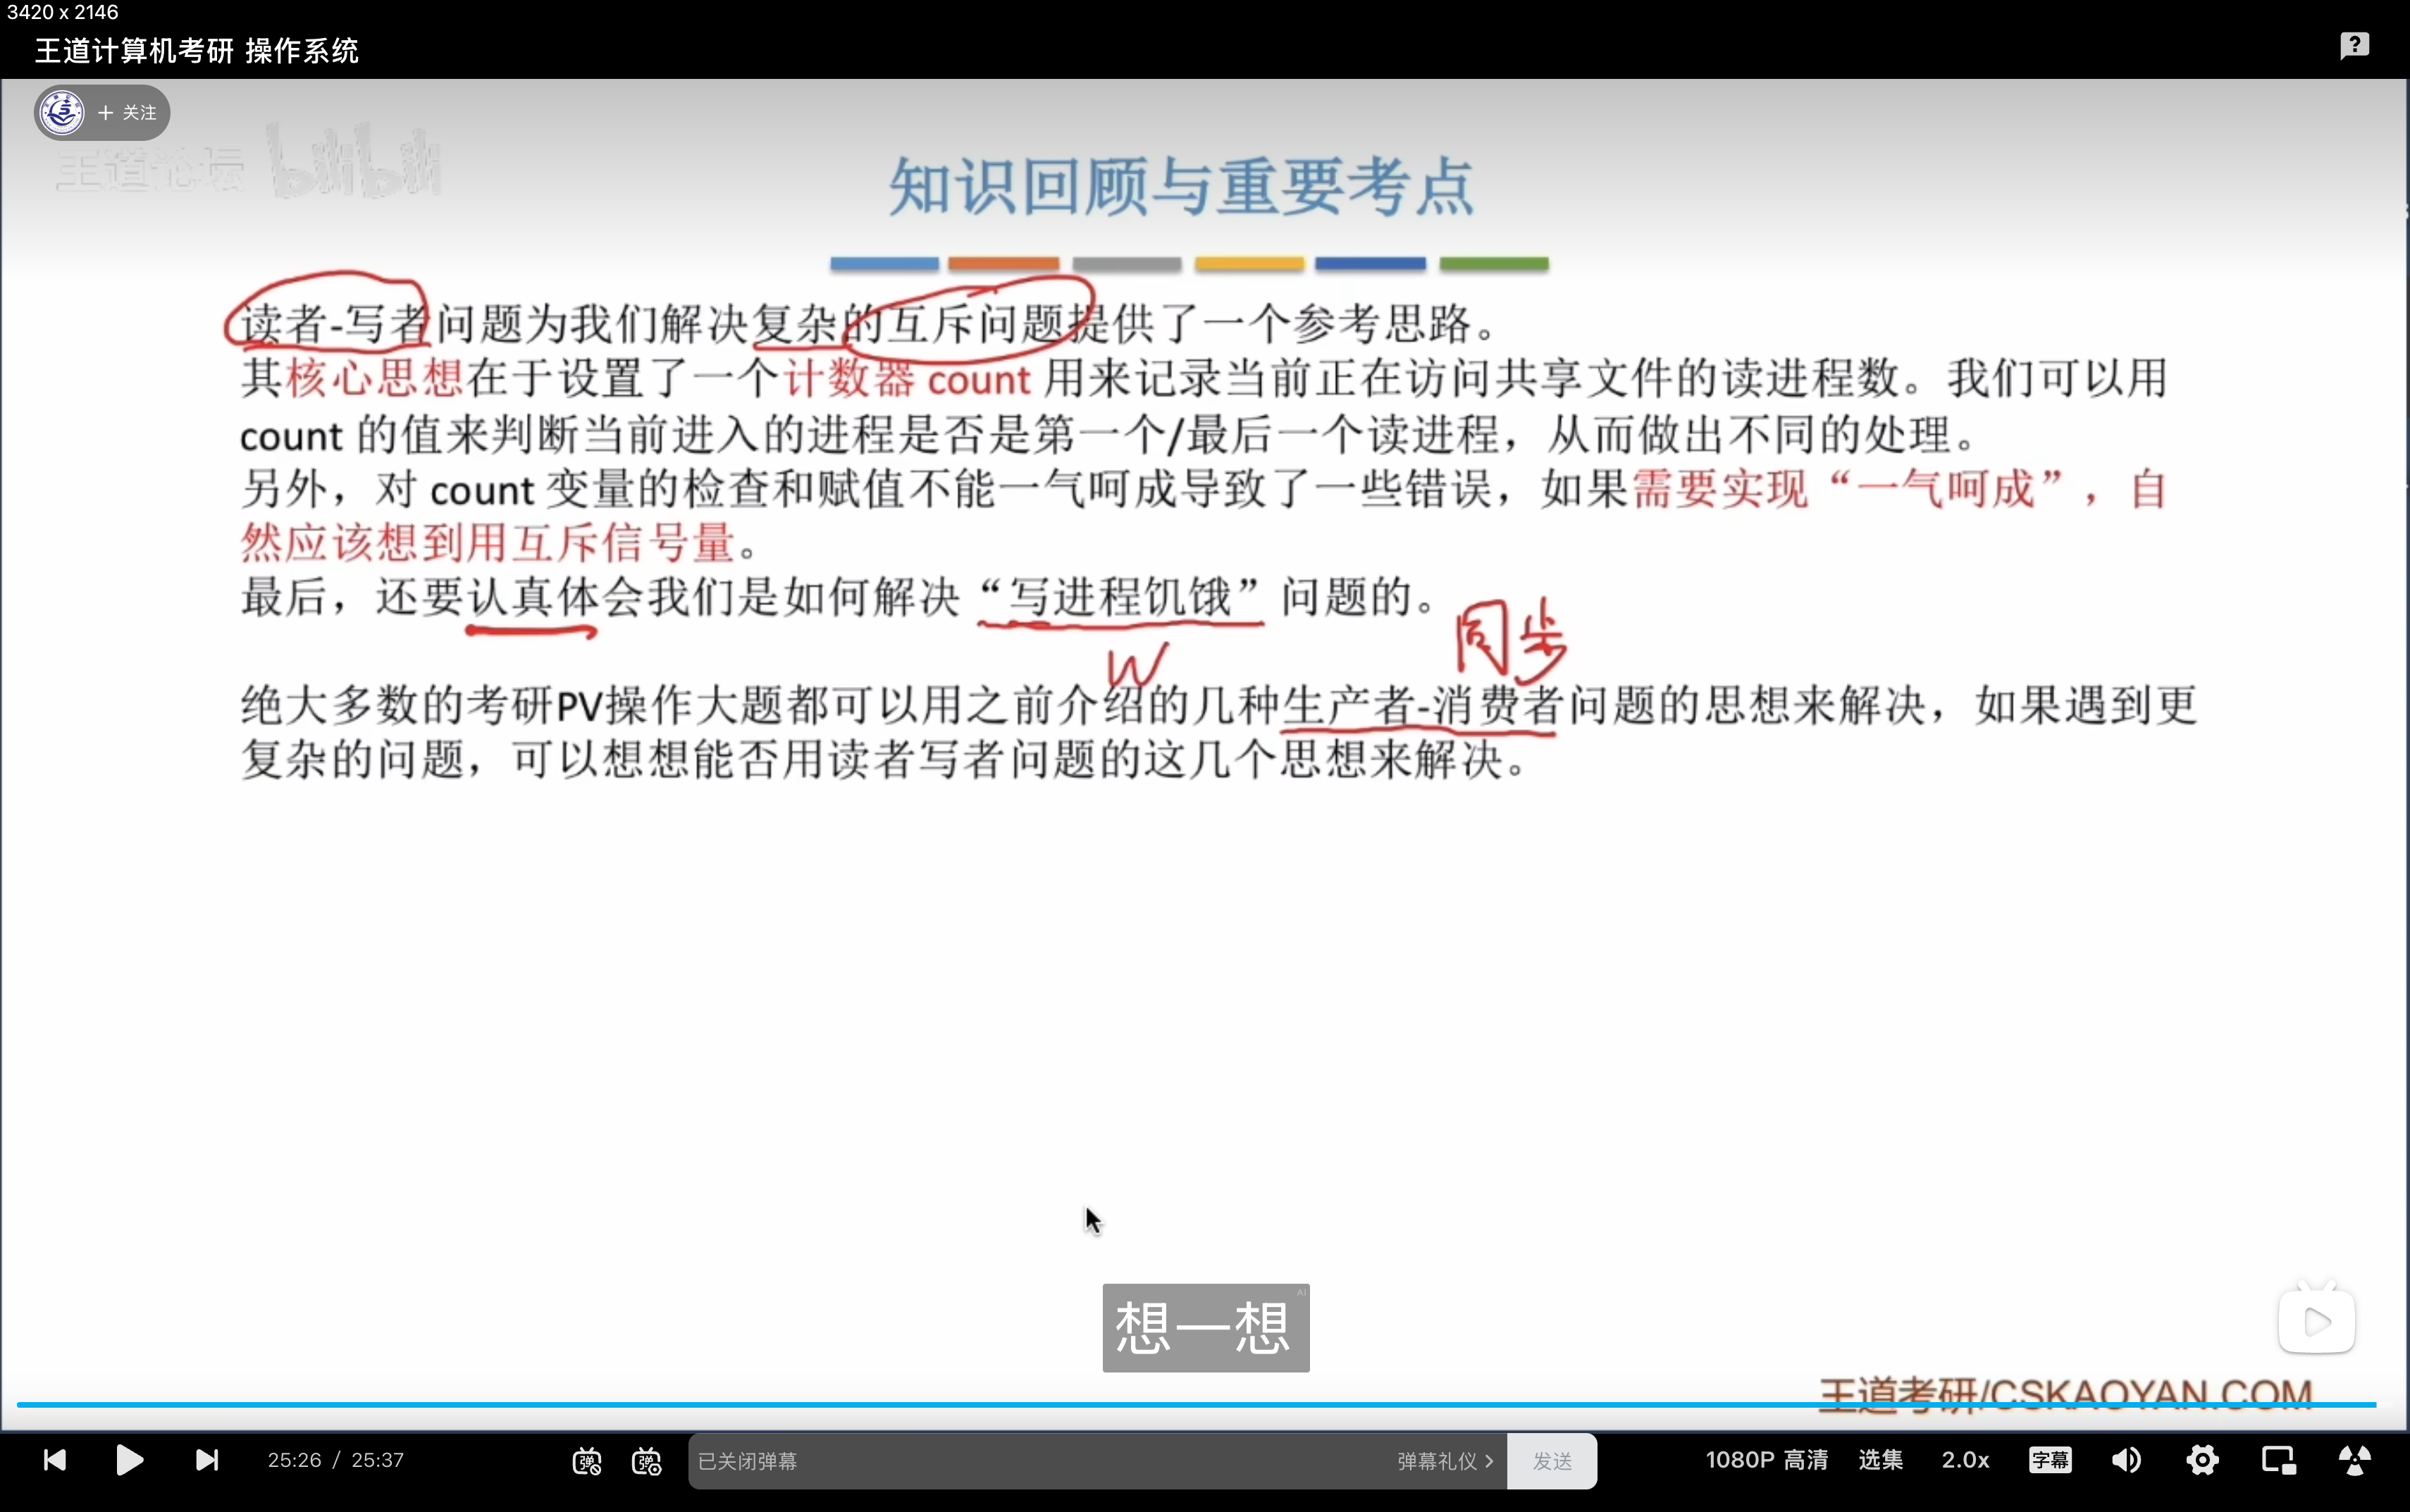 3420 x 2146
王道计算机考研 操作系统
+ 关注
王道论坛 bilibili
知识回顾与重要考点
读者-写者问题为我们解决复杂的互斥问题提供了一个参考思路。
其核心思想在于设置了一个计数器 count 用来记录当前正在访问共享文件的读进程数。我们可以用
count 的值来判断当前进入的进程是否是第一个/最后一个读进程，从而做出不同的处理。
另外，对 count 变量的检查和赋值不能一气呵成导致了一些错误，如果需要实现“一气呵成”，自
然应该想到用互斥信号量。
最后，还要认真体会我们是如何解决“写进程饥饿”问题的。
同步
W
绝大多数的考研PV操作大题都可以用之前介绍的几种生产者-消费者问题的思想来解决，如果遇到更
复杂的问题，可以想想能否用读者写者问题的这几个思想来解决。
AI
想一想
王道考研/CSKAOYAN.COM
25:26 / 25:37
弹
弹
已关闭弹幕
弹幕礼仪 >
发送
1080P 高清
选集
2.0x
字幕